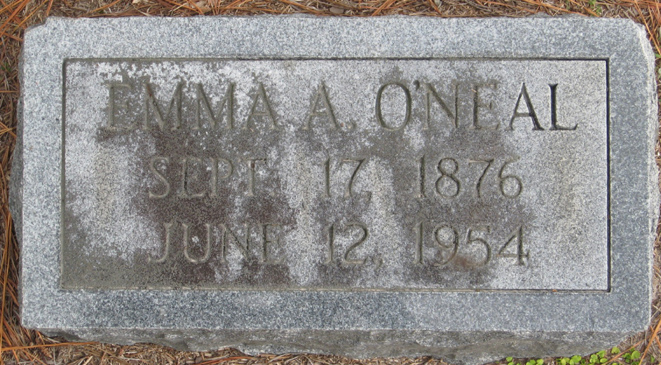 EMMA A. O'NEAL
SEPT 17, 1876
JUNE 12, 1954